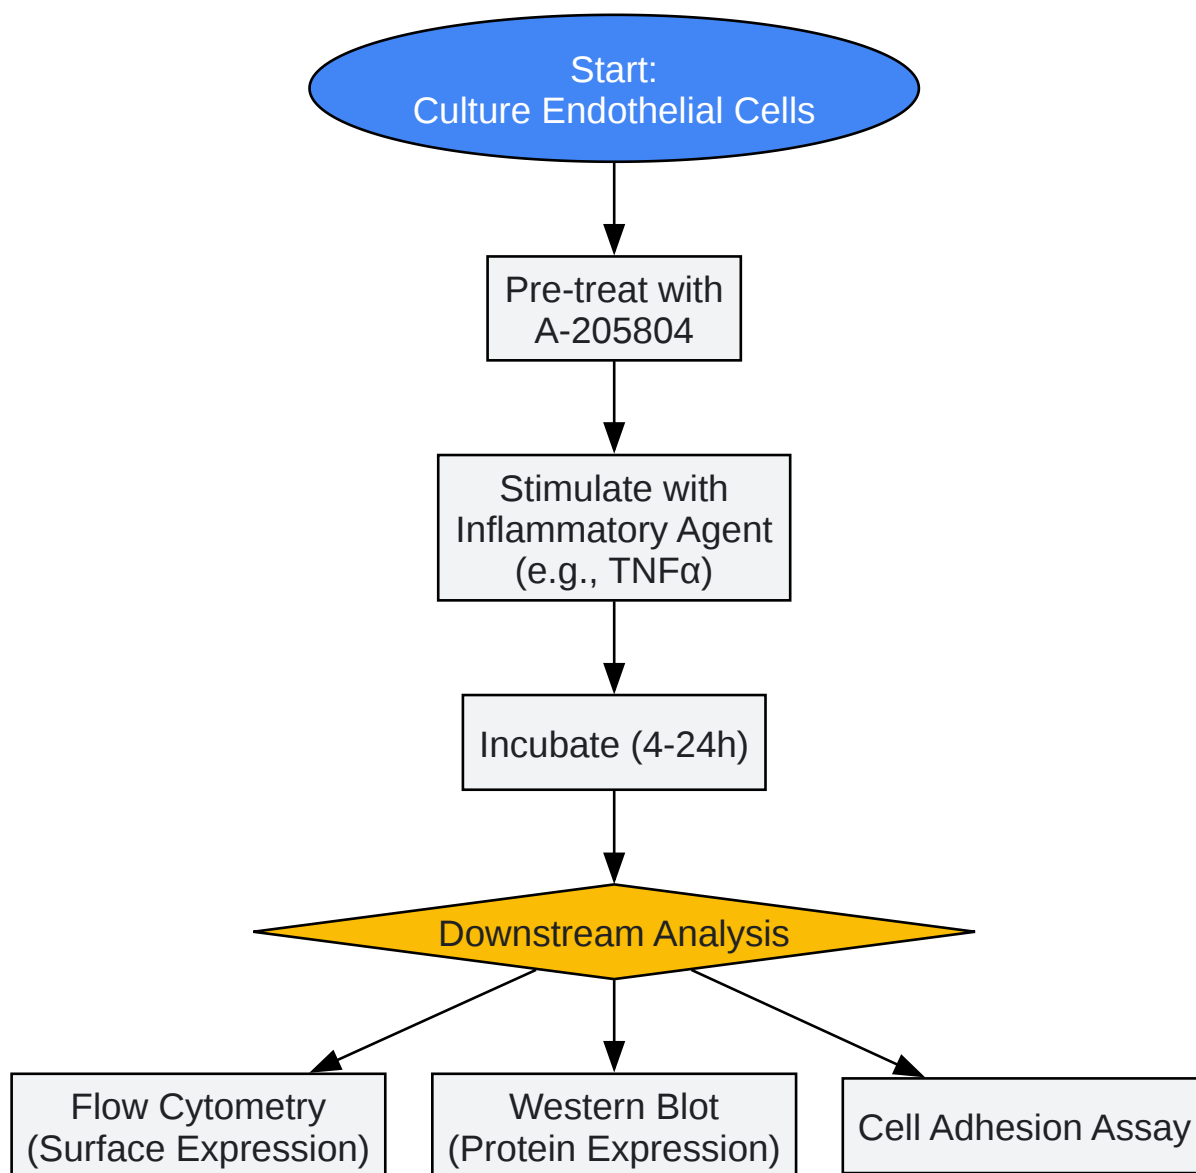 Start:
Culture Endothelial Cells
Pre-treat with
A-205804
Stimulate with
Inflammatory Agent
(e.g., TNFα)
Incubate (4-24h)
Downstream Analysis
Flow Cytometry
(Surface Expression)
Western Blot
(Protein Expression)
Cell Adhesion Assay